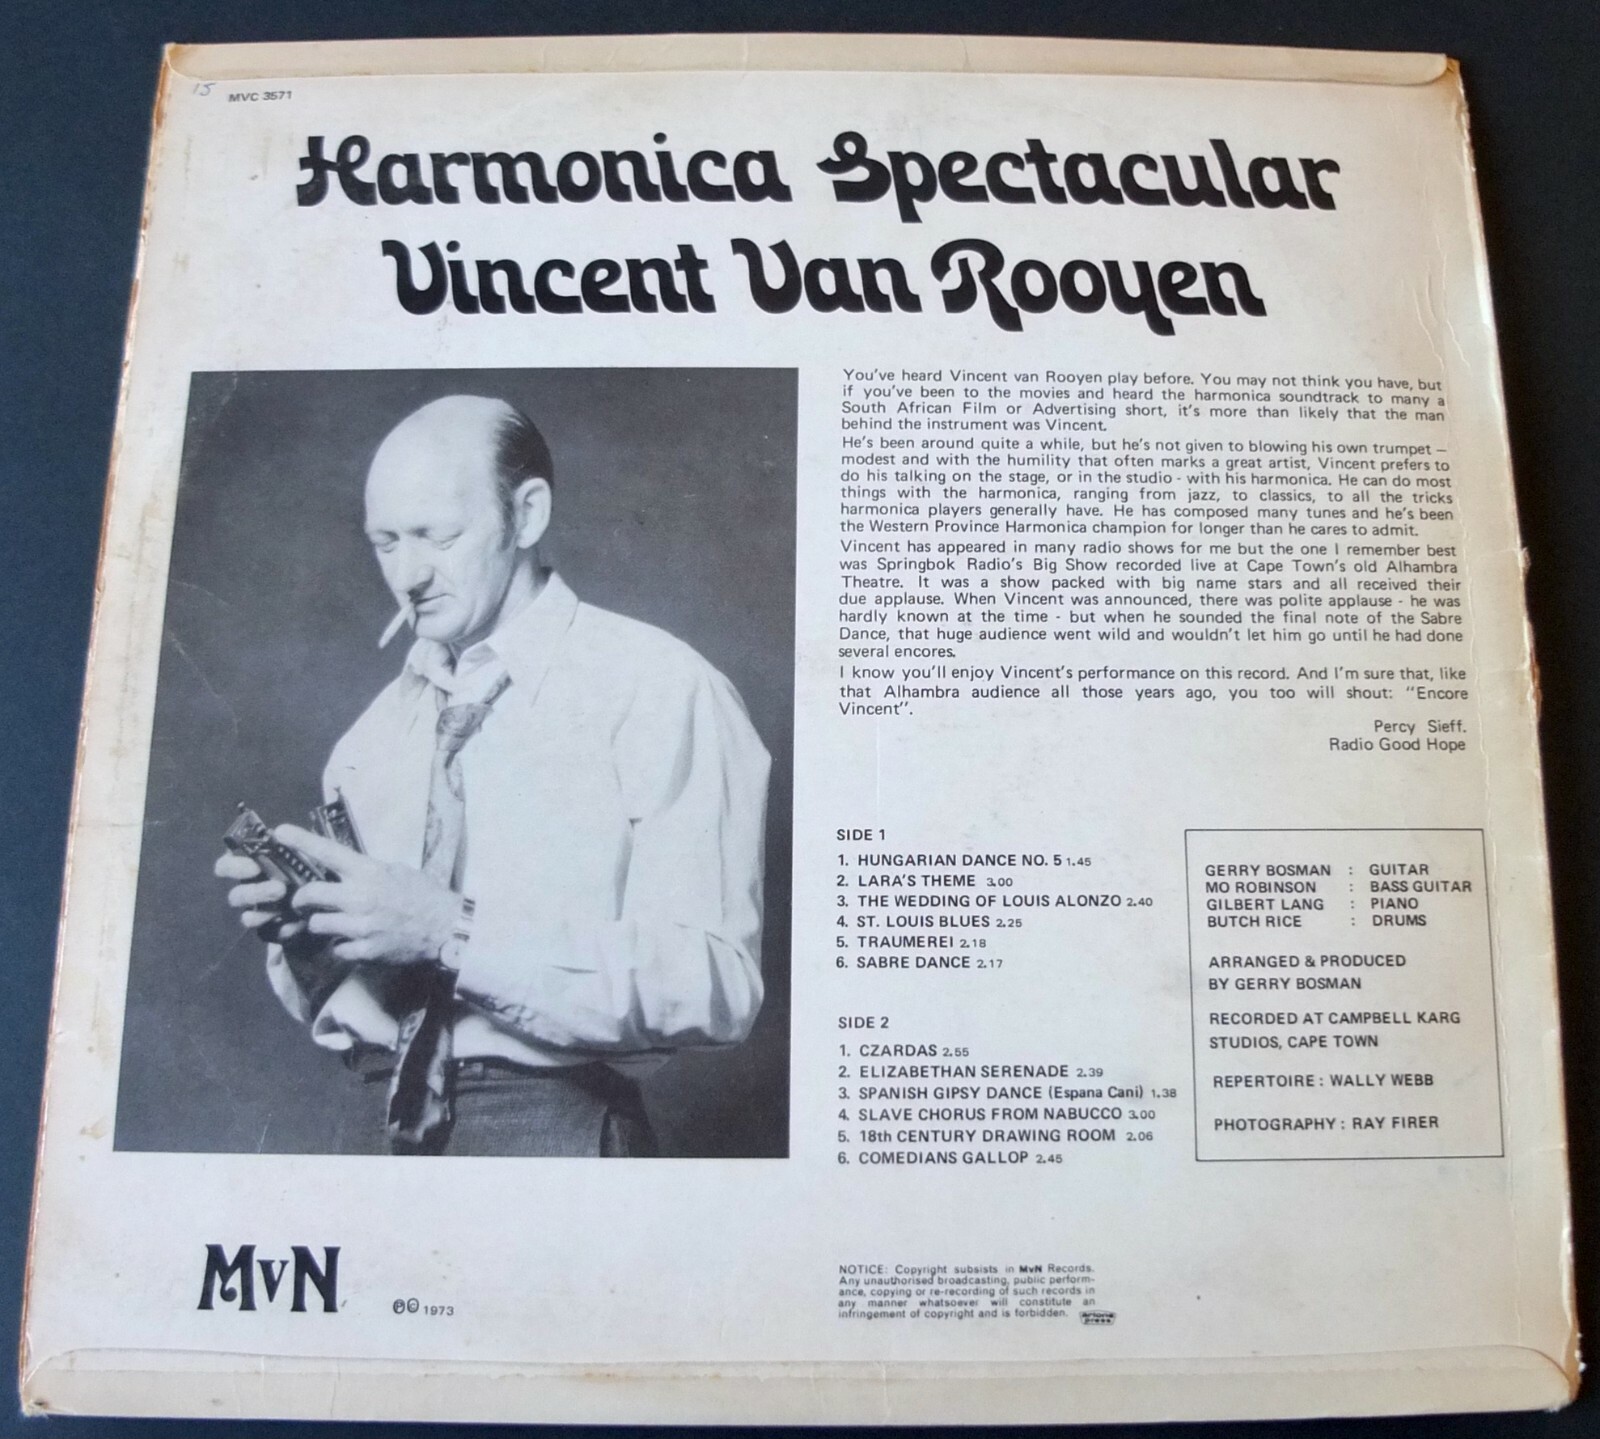 15
MVC 3571
Harmonica Spectacular
Vincent Van Rooyen
You've heard Vincent van Rooyen play before. You may not think you have, but
if you've been to the movies and heard the harmonica soundtrack to many a
South African Film or Advertising short, it's more than likely that the man
behind the instrument was Vincent.
He's been around quite a while, but he's not given to blowing his own trumpet –
modest and with the humility that often marks a great artist, Vincent prefers to
do his talking on the stage, or in the studio - with his harmonica. He can do most
things with the harmonica, ranging from jazz, to classics, to all the tricks
harmonica players generally have. He has composed many tunes and he's been
the Western Province Harmonica champion for longer than he cares to admit.
Vincent has appeared in many radio shows for me but the one I remember best
was Springbok Radio's Big Show recorded live at Cape Town's old Alhambra
Theatre. It was a show packed with big name stars and all received their
due applause. When Vincent was announced, there was polite applause - he was
hardly known at the time - but when he sounded the final note of the Sabre
Dance, that huge audience went wild and wouldn't let him go until he had done
several encores.
I know you'll enjoy Vincent's performance on this record. And I'm sure that, like
that Alhambra audience all those years ago, you too will shout: "Encore
Vincent".
Percy Sieff.
Radio Good Hope
SIDE 1
1. HUNGARIAN DANCE NO. 5 1.45
2. LARA'S THEME 3.00
3. THE WEDDING OF LOUIS ALONZO 2.40
4. ST. LOUIS BLUES 2.25
5. TRAUMEREI 2.18
6. SABRE DANCE 2.17
SIDE 2
1. CZARDAS 2.55
2. ELIZABETHAN SERENADE 2.39
3. SPANISH GIPSY DANCE (Espana Cani) 1.38
4. SLAVE CHORUS FROM NABUCCO 3.00
5. 18th CENTURY DRAWING ROOM 2.06
6. COMEDIANS GALLOP 2.45
GERRY BOSMAN : GUITAR
MO ROBINSON : BASS GUITAR
GILBERT LANG : PIANO
BUTCH RICE : DRUMS
ARRANGED & PRODUCED
BY GERRY BOSMAN
RECORDED AT CAMPBELL KARG
STUDIOS, CAPE TOWN
REPERTOIRE : WALLY WEBB
PHOTOGRAPHY : RAY FIRER
MvN
℗© 1973
NOTICE: Copyright subsists in MvN Records.
Any unauthorised broadcasting, public perform-
ance, copying or re-recording of such records in
any manner whatsoever will constitute an
infringement of copyright and is forbidden.
press